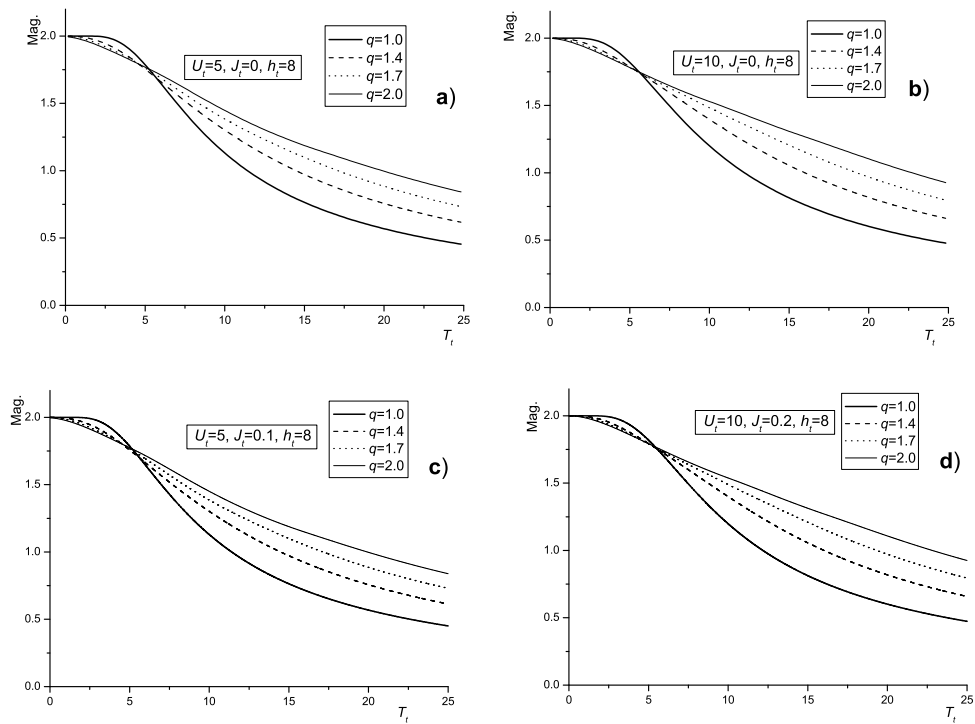 Mag.
2.0
1.5
1.0
0.5
2.0
0 5 10 15 20 25
T_t
U_t=5, J_t=0, h_t=8
q=1.0
q=1.4
q=1.7
q=2.0
a)
Mag.
2.0
1.5
1.0
0.5
0.0
0 5 10 15 20 25
T_t
U_t=10, J_t=0, h_t=8
q=1.0
q=1.4
q=1.7
q=2.0
b)
Mag.
2.0
1.5
1.0
0.5
0.0
0 5 10 15 20 25
T_t
U_t=5, J_t=0.1, h_t=8
q=1.0
q=1.4
q=1.7
q=2.0
c)
Mag.
2.0
1.5
1.0
0.5
0.0
0 5 10 15 20 25
T_t
U_t=10, J_t=0.2, h_t=8
q=1.0
q=1.4
q=1.7
q=2.0
d)